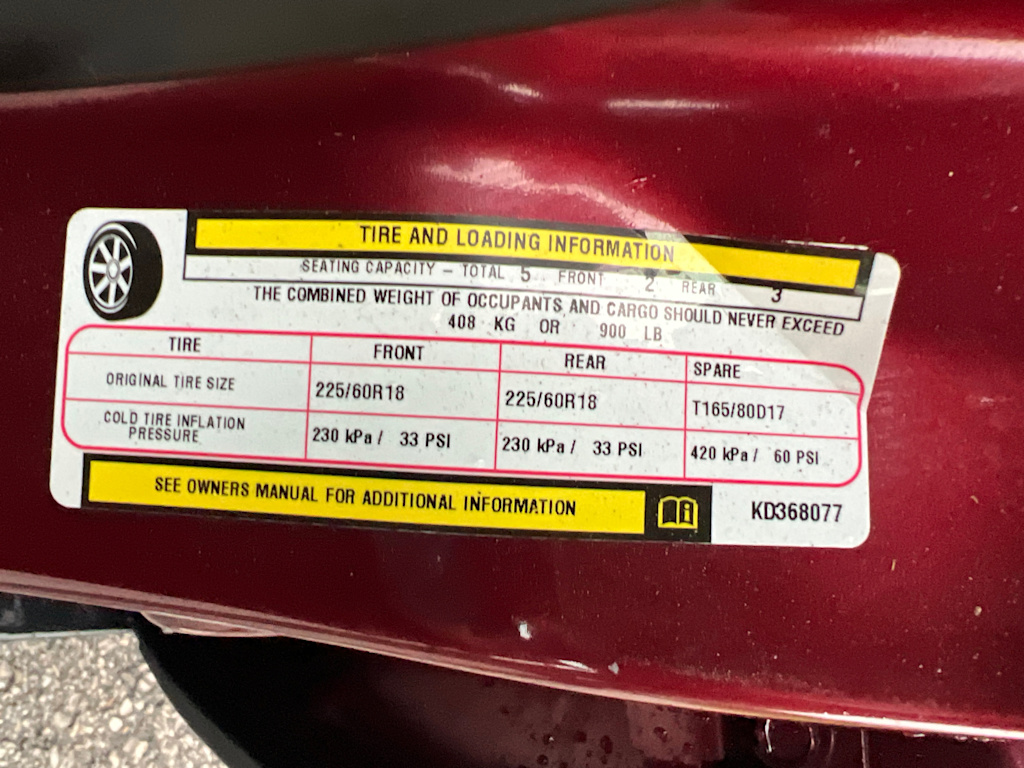 TIRE AND LOADING INFORMATION
SEATING CAPACITY – TOTAL 5 FRONT 2 REAR 3
THE COMBINED WEIGHT OF OCCUPANTS AND CARGO SHOULD NEVER EXCEED
408 KG OR 900 LB
TIRE FRONT REAR SPARE
ORIGINAL TIRE SIZE 225/60R18 225/60R18 T165/80D17
COLD TIRE INFLATION
PRESSURE 230 kPa / 33 PSI 230 kPa / 33 PSI 420 kPa / 60 PSI
SEE OWNERS MANUAL FOR ADDITIONAL INFORMATION
KD368077